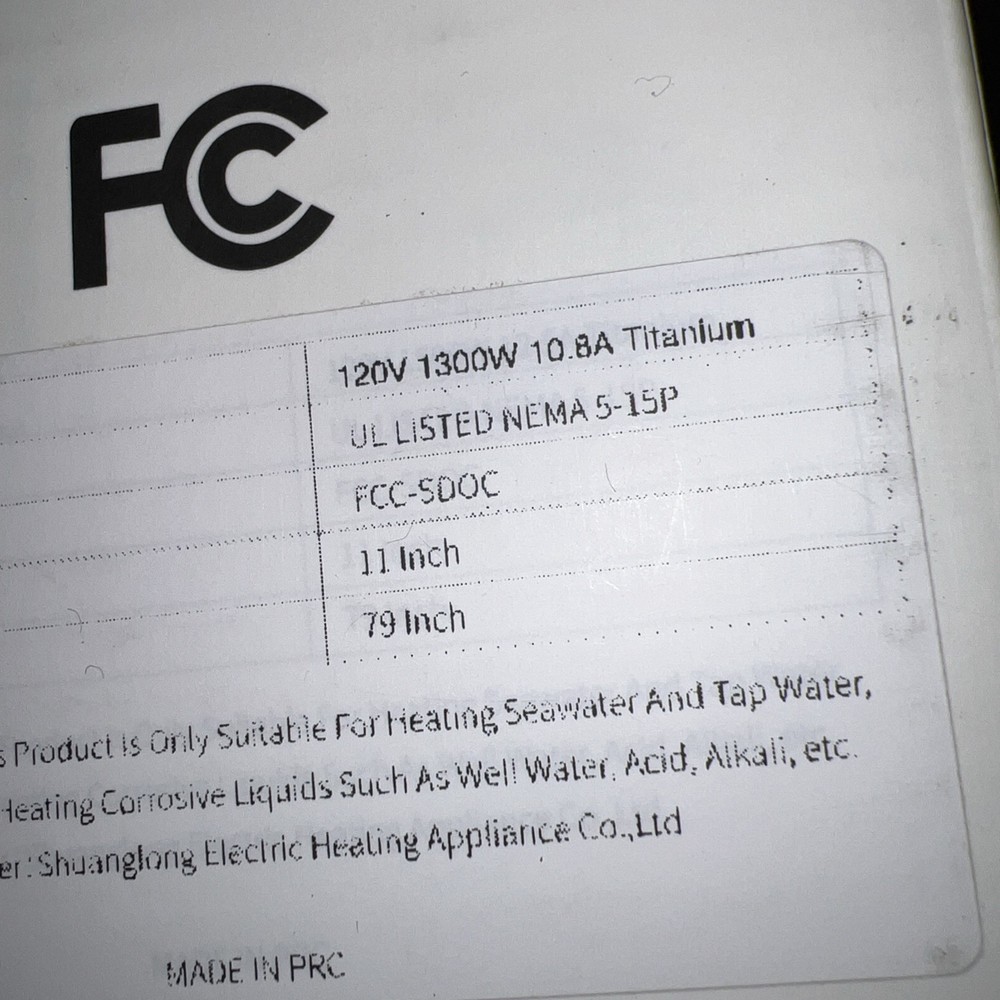 FC
120V 1300W 10.8A Titanium
UL LISTED NEMA 5-15P
FCC-SDOC
11 Inch
79 Inch
s Product is Only Suitable For Heating Seawater And Tap Water,
Heating Corrosive Liquids Such As Well Water, Acid, Alkali, etc.
er: Shuanglong Electric Heating Appliance Co.,Ltd
MADE IN PRC